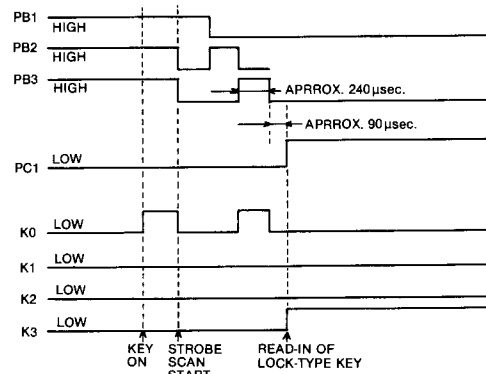 PB1
HIGH
PB2
HIGH
PB3
HIGH
APRROX. 240μsec.
APRROX. 90μsec.
PC1
LOW
K0
LOW
K1
LOW
K2
LOW
K3
LOW
KEY
ON
STROBE
SCAN
START
READ-IN OF
LOCK-TYPE KEY